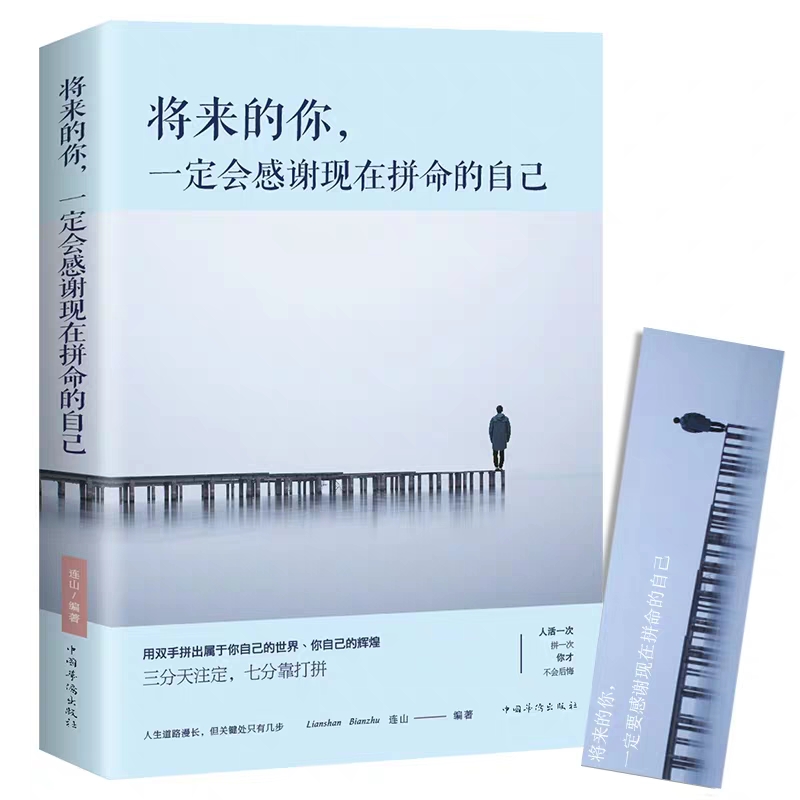 将来的你，
一定会感谢现在拼命的自己
将来的你，一定会感谢现在拼命的自己
连山/编著
中国华侨出版社
用双手拼出属于你自己的世界、你自己的辉煌
三分天注定，七分靠打拼
人活一次
拼一次
你才
不会后悔
人生道路漫长，但关键处只有几步
Lianshan Bianzhu 连山——编著
中国华侨出版社
将来的你，
一定要感谢现在拼命的自己